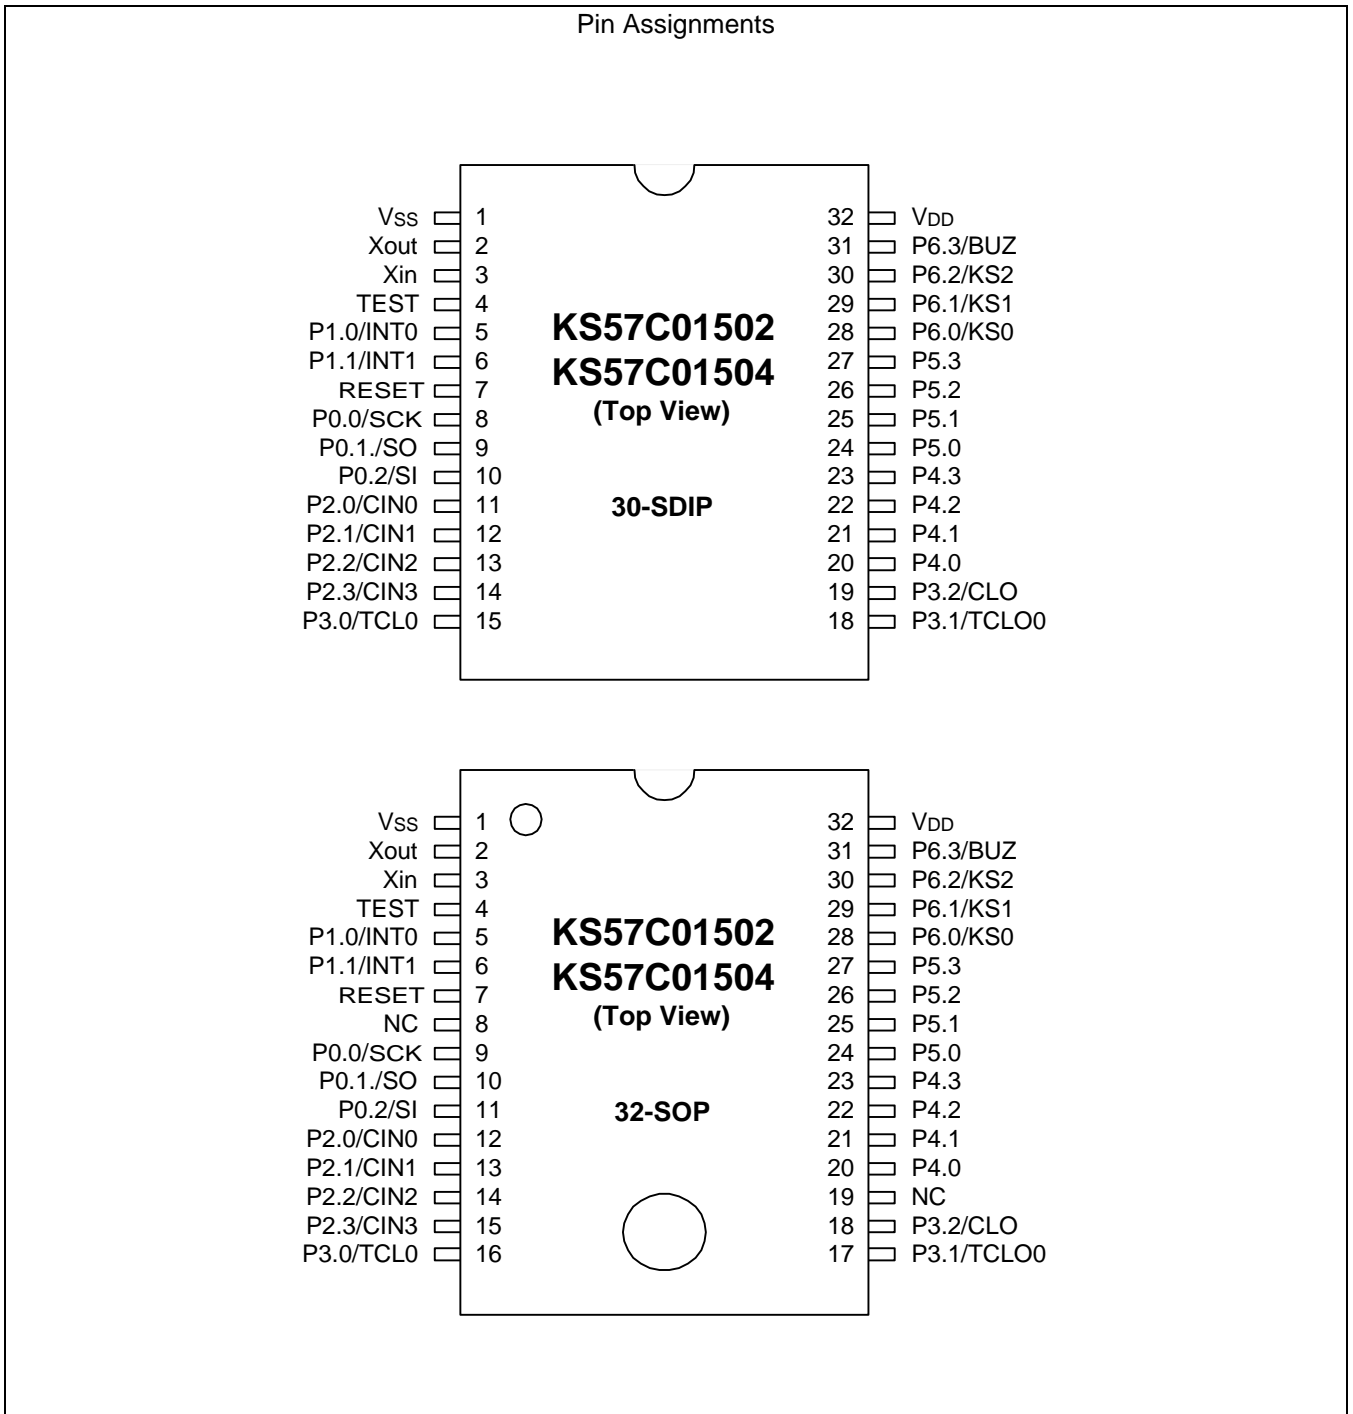 Pin Assignments
VSS 1 32 VDD
Xout 2 31 P6.3/BUZ
Xin 3 30 P6.2/KS2
TEST 4 29 P6.1/KS1
P1.0/INT0 5 KS57C01502 28 P6.0/KS0
P1.1/INT1 6 27 P5.3
KS57C01504
RESET 7 26 P5.2
P0.0/SCK 8 (Top View) 25 P5.1
P0.1./SO 9 24 P5.0
P0.2/SI 10 23 P4.3
P2.0/CIN0 11 30-SDIP 22 P4.2
P2.1/CIN1 12 21 P4.1
P2.2/CIN2 13 20 P4.0
P2.3/CIN3 14 19 P3.2/CLO
P3.0/TCL0 15 18 P3.1/TCLO0
VSS 1 32 VDD
Xout 2 31 P6.3/BUZ
Xin 3 30 P6.2/KS2
TEST 4 29 P6.1/KS1
P1.0/INT0 5 KS57C01502 28 P6.0/KS0
P1.1/INT1 6 27 P5.3
KS57C01504
RESET 7 26 P5.2
NC 8 (Top View) 25 P5.1
P0.0/SCK 9 24 P5.0
P0.1./SO 10 23 P4.3
P0.2/SI 11 32-SOP 22 P4.2
P2.0/CIN0 12 21 P4.1
P2.1/CIN1 13 20 P4.0
P2.2/CIN2 14 19 NC
P2.3/CIN3 15 18 P3.2/CLO
P3.0/TCL0 16 17 P3.1/TCLO0